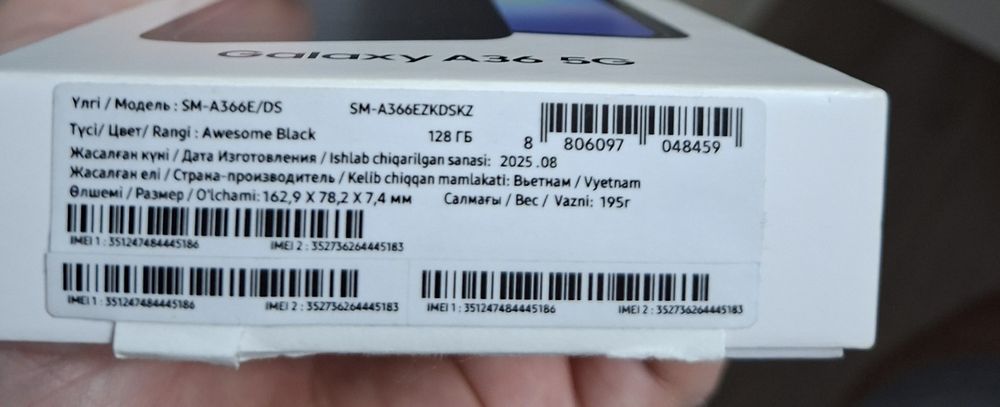 Galaxy A36 5G
Үлгі / Модель : SM-A366E/DS SM-A366EZKDSKZ
Түсі/ Цвет/ Rangi : Awesome Black 128 ГБ
8 806097 048459
Жасалған күні / Дата Изготовления / Ishlab chiqarilgan sanasi: 2025.08
Жасалған елі / Страна-производитель / Kelib chiqqan mamlakati: Вьетнам / Vyetnam
Өлшемі / Размер / O'lchami: 162,9 X 78,2 X 7,4 мм Салмағы / Вес / Vazni: 195г
IMEI 1 : 351247484445186 IMEI 2 : 352736264445183
IMEI 1 : 351247484445186 IMEI 2 : 352736264445183
IMEI 1 : 351247484445186 IMEI 2 : 352736264445183